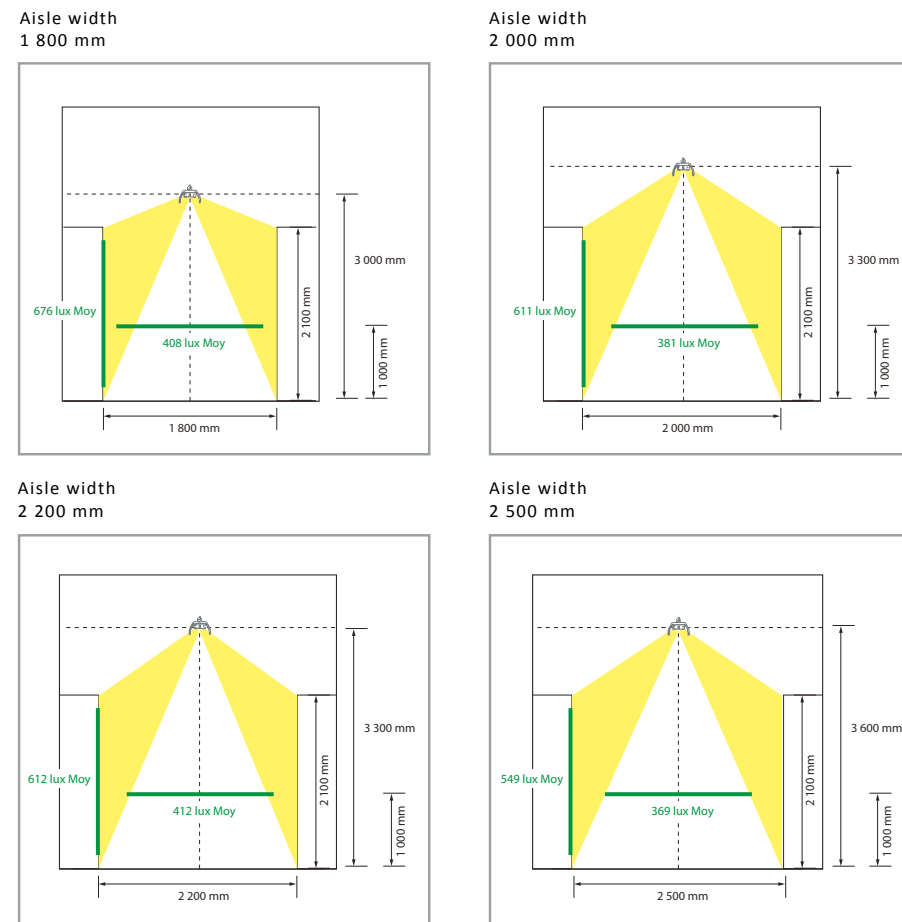 Aisle width
1 800 mm
676 lux Moy
408 lux Moy
2 100 mm
3 000 mm
1 000 mm
1 800 mm
Aisle width
2 000 mm
611 lux Moy
381 lux Moy
2 100 mm
3 300 mm
1 000 mm
2 000 mm
Aisle width
2 200 mm
612 lux Moy
412 lux Moy
2 100 mm
3 300 mm
1 000 mm
2 200 mm
Aisle width
2 500 mm
549 lux Moy
369 lux Moy
2 100 mm
3 600 mm
1 000 mm
2 500 mm